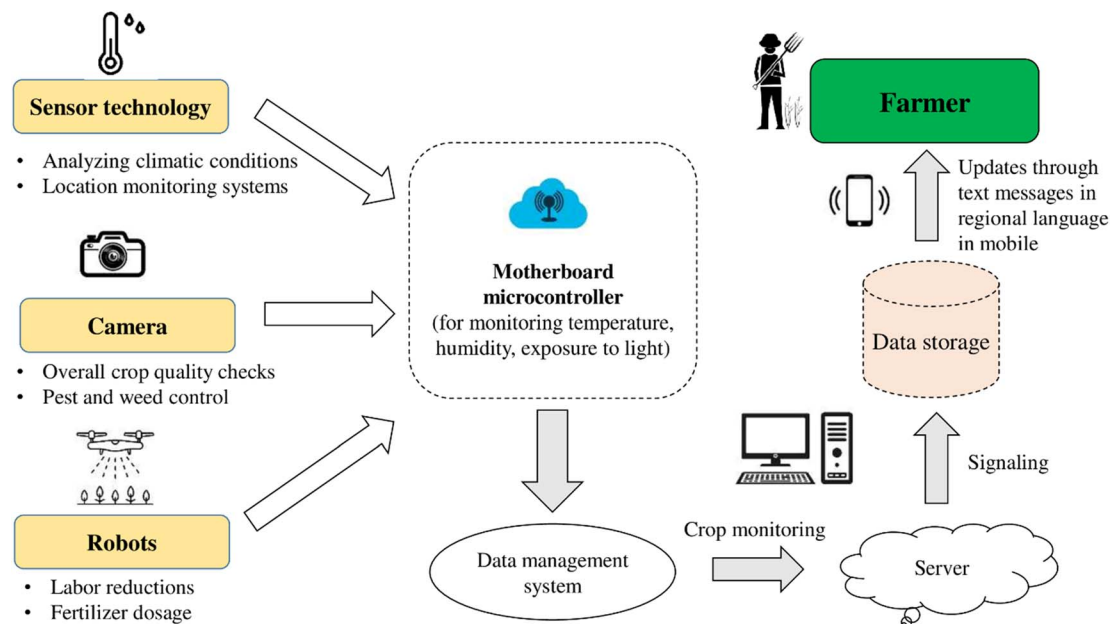 Sensor technology
• Analyzing climatic conditions
• Location monitoring systems
Camera
• Overall crop quality checks
• Pest and weed control
Robots
• Labor reductions
• Fertilizer dosage
Motherboard
microcontroller
(for monitoring temperature,
humidity, exposure to light)
Data management
system
Crop monitoring
Server
Signaling
Data storage
Updates through
text messages in
regional language
in mobile
Farmer